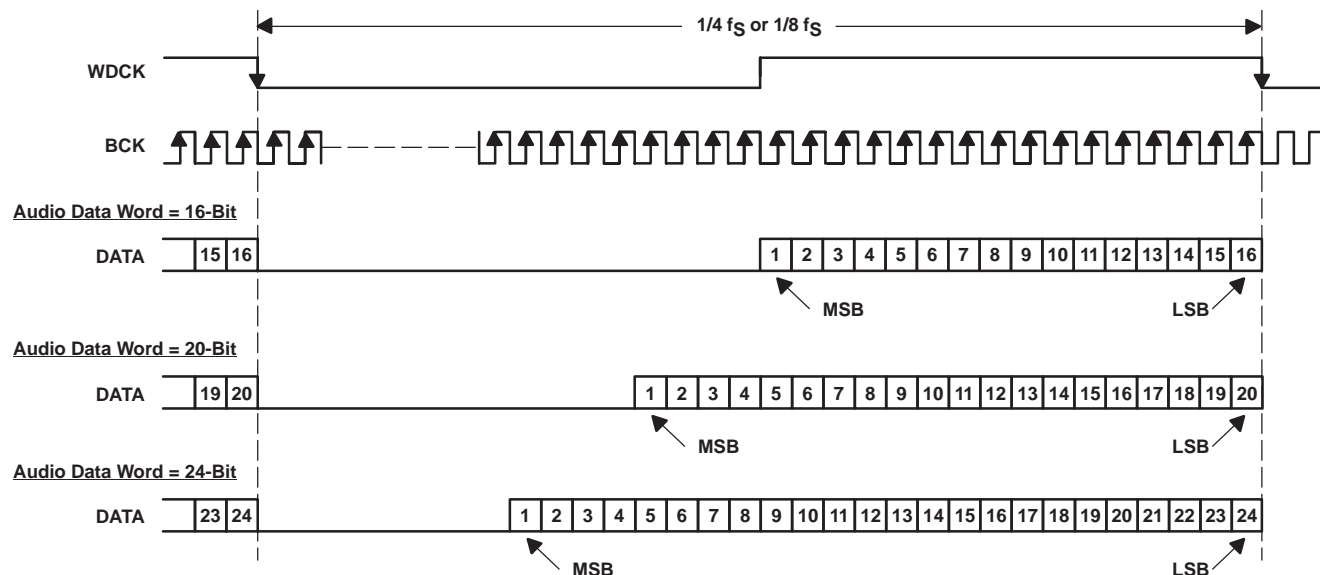 1/4 fS or 1/8 fS
WDCK
BCK
Audio Data Word = 16-Bit
DATA 15 16 1 2 3 4 5 6 7 8 9 10 11 12 13 14 15 16
MSB LSB
Audio Data Word = 20-Bit
DATA 19 20 1 2 3 4 5 6 7 8 9 10 11 12 13 14 15 16 17 18 19 20
MSB LSB
Audio Data Word = 24-Bit
DATA 23 24 1 2 3 4 5 6 7 8 9 10 11 12 13 14 15 16 17 18 19 20 21 22 23 24
MSB LSB